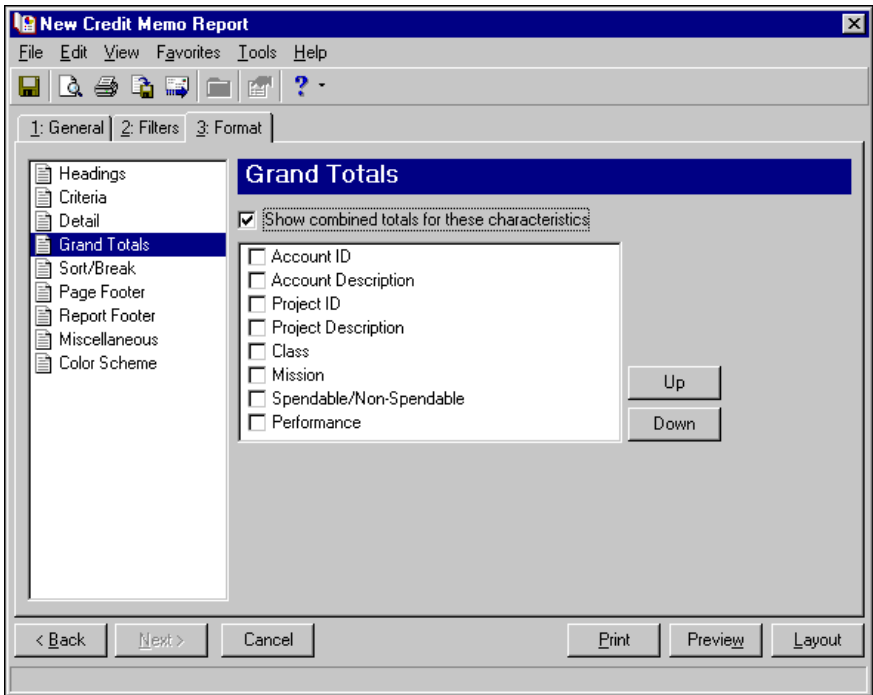 New Credit Memo Report
File Edit View Favorites Tools Help
?
1: General 2: Filters 3: Format
Headings
Criteria
Detail
Grand Totals
Sort/Break
Page Footer
Report Footer
Miscellaneous
Color Scheme
Grand Totals
Show combined totals for these characteristics
Account ID
Account Description
Project ID
Project Description
Class
Mission
Spendable/Non-Spendable
Performance
Up
Down
< Back Next > Cancel Print Preview Layout